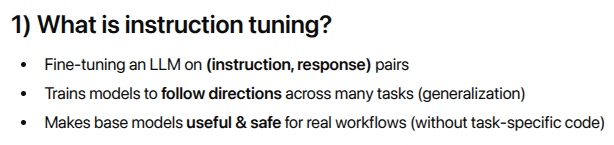 1) What is instruction tuning?
• Fine-tuning an LLM on (instruction, response) pairs
• Trains models to follow directions across many tasks (generalization)
• Makes base models useful & safe for real workflows (without task-specific code)